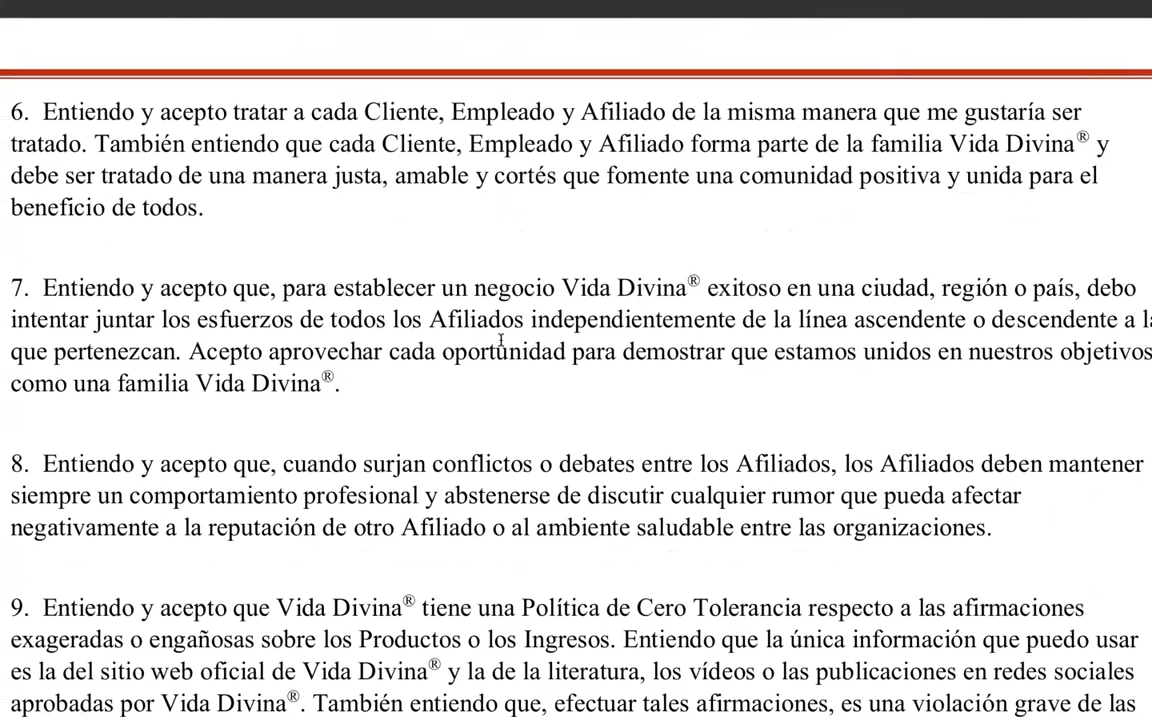 6. Entiendo y acepto tratar a cada Cliente, Empleado y Afiliado de la misma manera que me gustaría ser
tratado. También entiendo que cada Cliente, Empleado y Afiliado forma parte de la familia Vida Divina® y
debe ser tratado de una manera justa, amable y cortés que fomente una comunidad positiva y unida para el
beneficio de todos.
7. Entiendo y acepto que, para establecer un negocio Vida Divina® exitoso en una ciudad, región o país, debo
intentar juntar los esfuerzos de todos los Afiliados independientemente de la línea ascendente o descendente a la
que pertenezcan. Acepto aprovechar cada oportunidad para demostrar que estamos unidos en nuestros objetivos
como una familia Vida Divina®.
8. Entiendo y acepto que, cuando surjan conflictos o debates entre los Afiliados, los Afiliados deben mantener
siempre un comportamiento profesional y abstenerse de discutir cualquier rumor que pueda afectar
negativamente a la reputación de otro Afiliado o al ambiente saludable entre las organizaciones.
9. Entiendo y acepto que Vida Divina® tiene una Política de Cero Tolerancia respecto a las afirmaciones
exageradas o engañosas sobre los Productos o los Ingresos. Entiendo que la única información que puedo usar
es la del sitio web oficial de Vida Divina® y la de la literatura, los vídeos o las publicaciones en redes sociales
aprobadas por Vida Divina®. También entiendo que, efectuar tales afirmaciones, es una violación grave de las